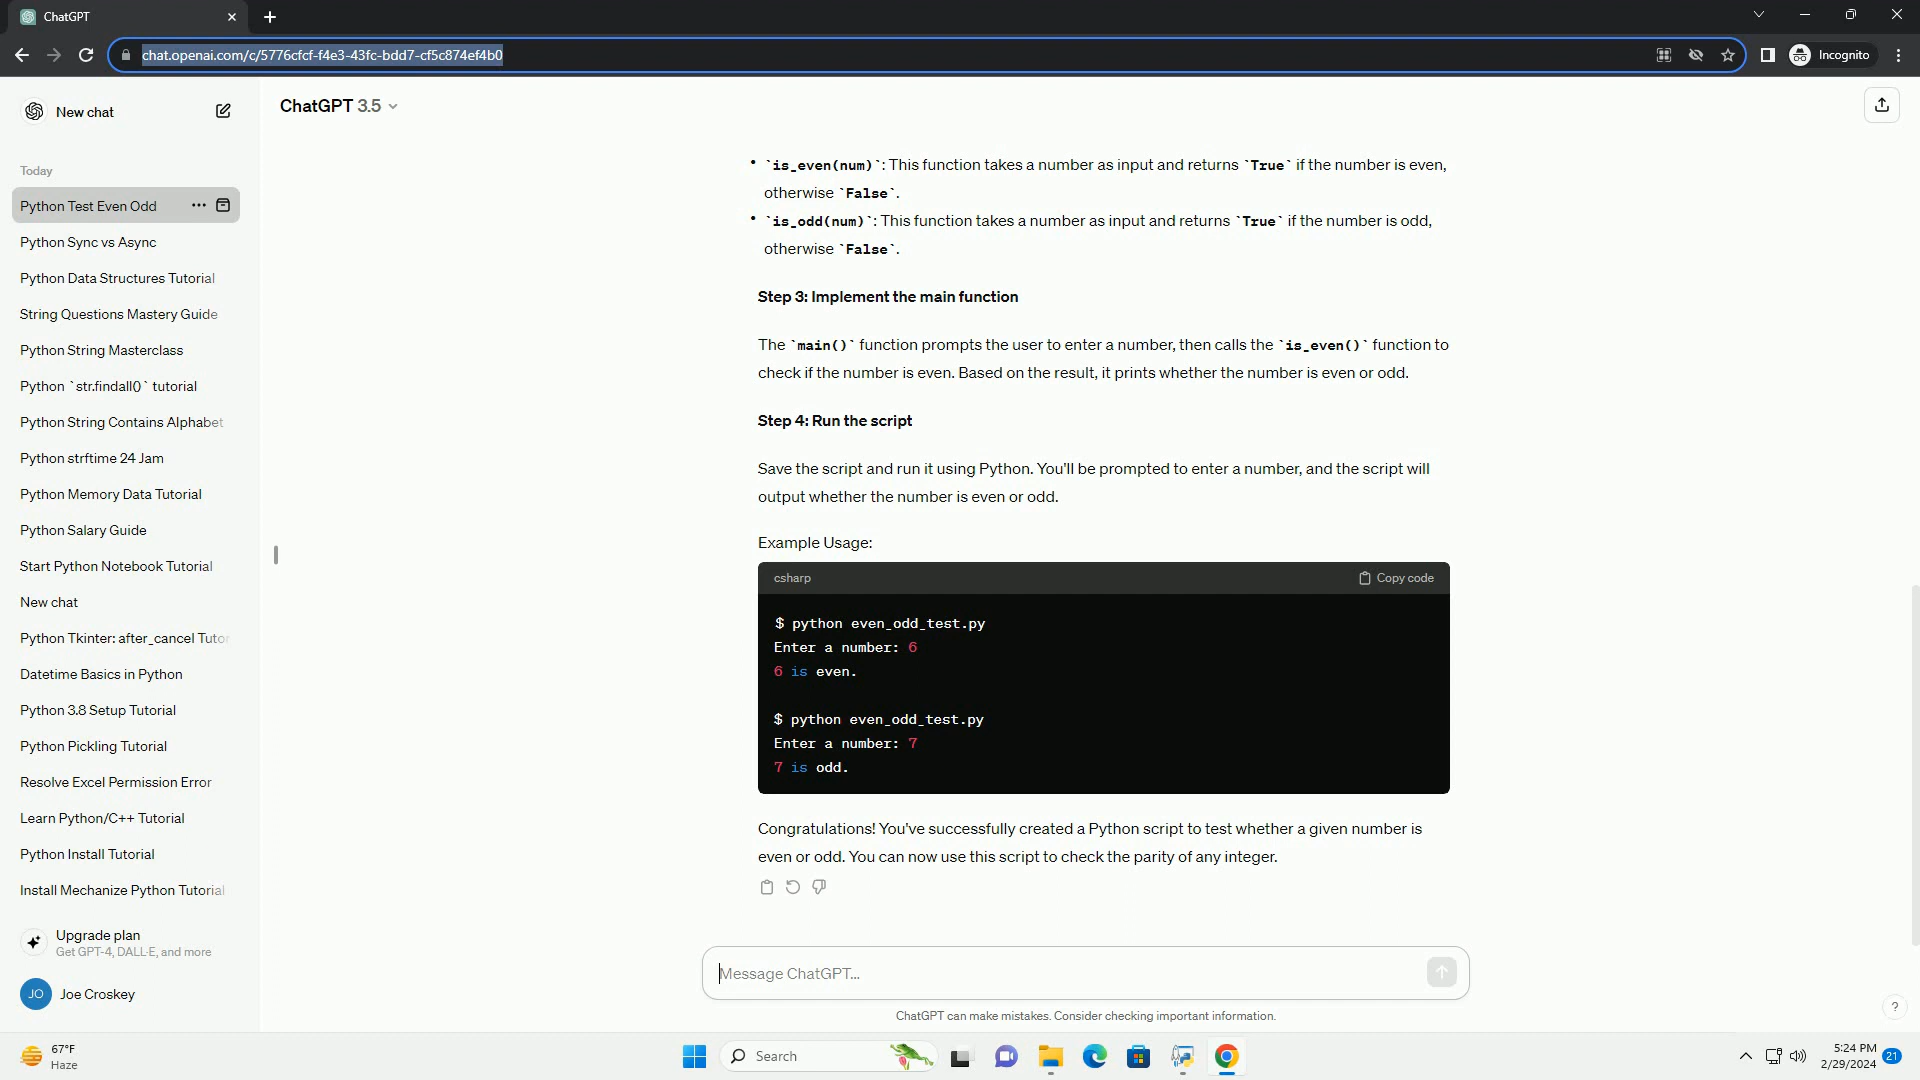 ChatGPT
chat.openai.com/c/5776cfcf-f4e3-43fc-bdd7-cf5c874ef4b0
Incognito
New chat
Today
Python Test Even Odd
Python Sync vs Async
Python Data Structures Tutorial
String Questions Mastery Guide
Python String Masterclass
Python `str.findall()` tutorial
Python String Contains Alphabet
Python strftime 24 Jam
Python Memory Data Tutorial
Python Salary Guide
Start Python Notebook Tutorial
New chat
Python Tkinter: after_cancel Tutor
Datetime Basics in Python
Python 3.8 Setup Tutorial
Python Pickling Tutorial
Resolve Excel Permission Error
Learn Python/C++ Tutorial
Python Install Tutorial
Install Mechanize Python Tutorial
Upgrade plan
Get GPT-4, DALL·E, and more
JO Joe Croskey
ChatGPT 3.5
• `is_even(num)`: This function takes a number as input and returns `True` if the number is even,
otherwise `False`.
• `is_odd(num)`: This function takes a number as input and returns `True` if the number is odd,
otherwise `False`.
Step 3: Implement the main function
The `main()` function prompts the user to enter a number, then calls the `is_even()` function to
check if the number is even. Based on the result, it prints whether the number is even or odd.
Step 4: Run the script
Save the script and run it using Python. You'll be prompted to enter a number, and the script will
output whether the number is even or odd.
Example Usage:
csharp Copy code
$ python even_odd_test.py
Enter a number: 6
6 is even.
$ python even_odd_test.py
Enter a number: 7
7 is odd.
Congratulations! You've successfully created a Python script to test whether a given number is
even or odd. You can now use this script to check the parity of any integer.
Message ChatGPT...
ChatGPT can make mistakes. Consider checking important information.
?
67°F
Haze
Search
5:24 PM
2/29/2024
21